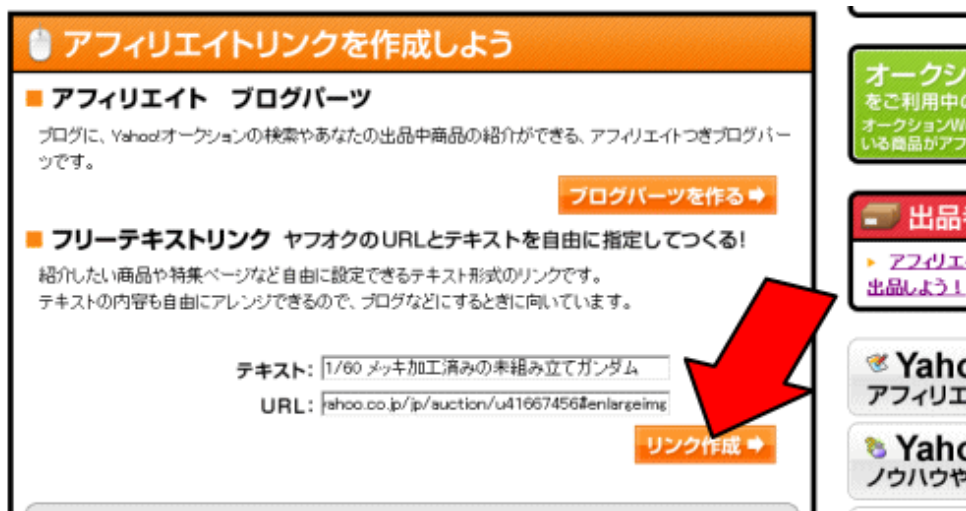 アフィリエイトリンクを作成しよう
アフィリエイト ブログパーツ
ブログに、Yahoo!オークションの検索やあなたの出品中商品の紹介ができる、アフィリエイトつきブログパー
ツです。
ブログパーツを作る
フリーテキストリンク ヤフオクのURLとテキストを自由に指定してつくる!
紹介したい商品や特集ページなど自由に設定できるテキスト形式のリンクです。
テキストの内容も自由にアレンジできるので、ブログなどにするときに向いています。
テキスト: 1/60 メッキ加工済みの未組み立てガンダム
URL: yahoo.co.jp/jp/auction/u41667456#enlargeimg
リンク作成
オークシ
をご利用中の
オークションW
いる商品がアフ
出品
アフィリエ
出品しよう!
Yaho
アフィリエ
Yaho
ノウハウや